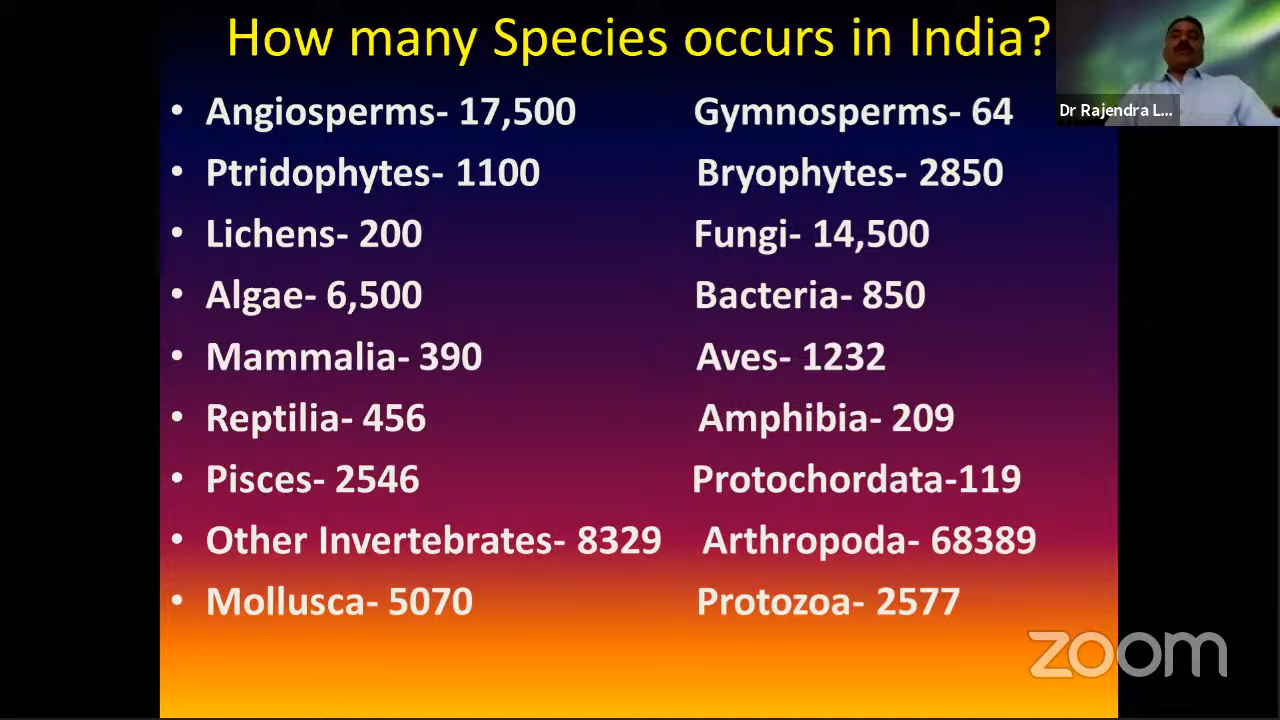 How many Species occurs in India?
Dr Rajendra L...
• Angiosperms- 17,500 Gymnosperms- 64
• Ptridophytes- 1100 Bryophytes- 2850
• Lichens- 200 Fungi- 14,500
• Algae- 6,500 Bacteria- 850
• Mammalia- 390 Aves- 1232
• Reptilia- 456 Amphibia- 209
• Pisces- 2546 Protochordata-119
• Other Invertebrates- 8329 Arthropoda- 68389
• Mollusca- 5070 Protozoa- 2577
zoom